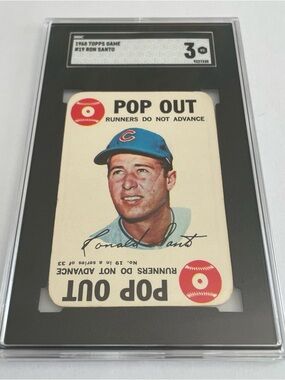 1968 TOPPS GAME
#19 RON SANTO
3
POP OUT
RUNNERS DO NOT ADVANCE
C
Ronald Santo
No. 19 in a series of 33
RUNNERS DO NOT ADVANCE
POP OUT